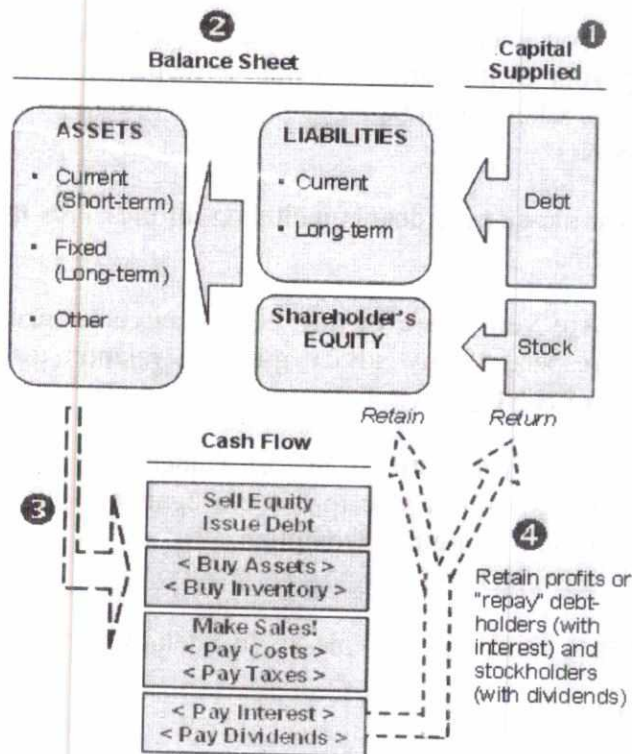 2
Balance Sheet
Capital 1
Supplied
ASSETS
▪ Current
(Short-term)
▪ Fixed
(Long-term)
▪ Other
LIABILITIES
▪ Current
▪ Long-term
Shareholder's
EQUITY
Debt
Stock
Retain
Return
Cash Flow
3
Sell Equity
Issue Debt
< Buy Assets >
< Buy Inventory >
Make Sales!
< Pay Costs >
< Pay Taxes >
< Pay Interest >
< Pay Dividends >
4
Retain profits or
"repay" debt-
holders (with
interest) and
stockholders
(with dividends)